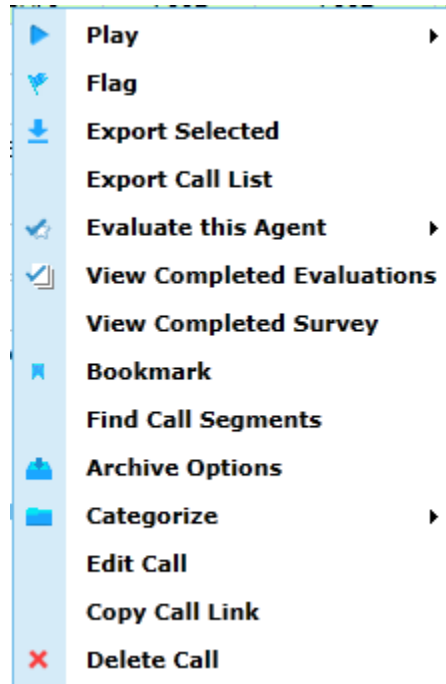 Play
Flag
Export Selected
Export Call List
Evaluate this Agent
View Completed Evaluations
View Completed Survey
Bookmark
Find Call Segments
Archive Options
Categorize
Edit Call
Copy Call Link
Delete Call